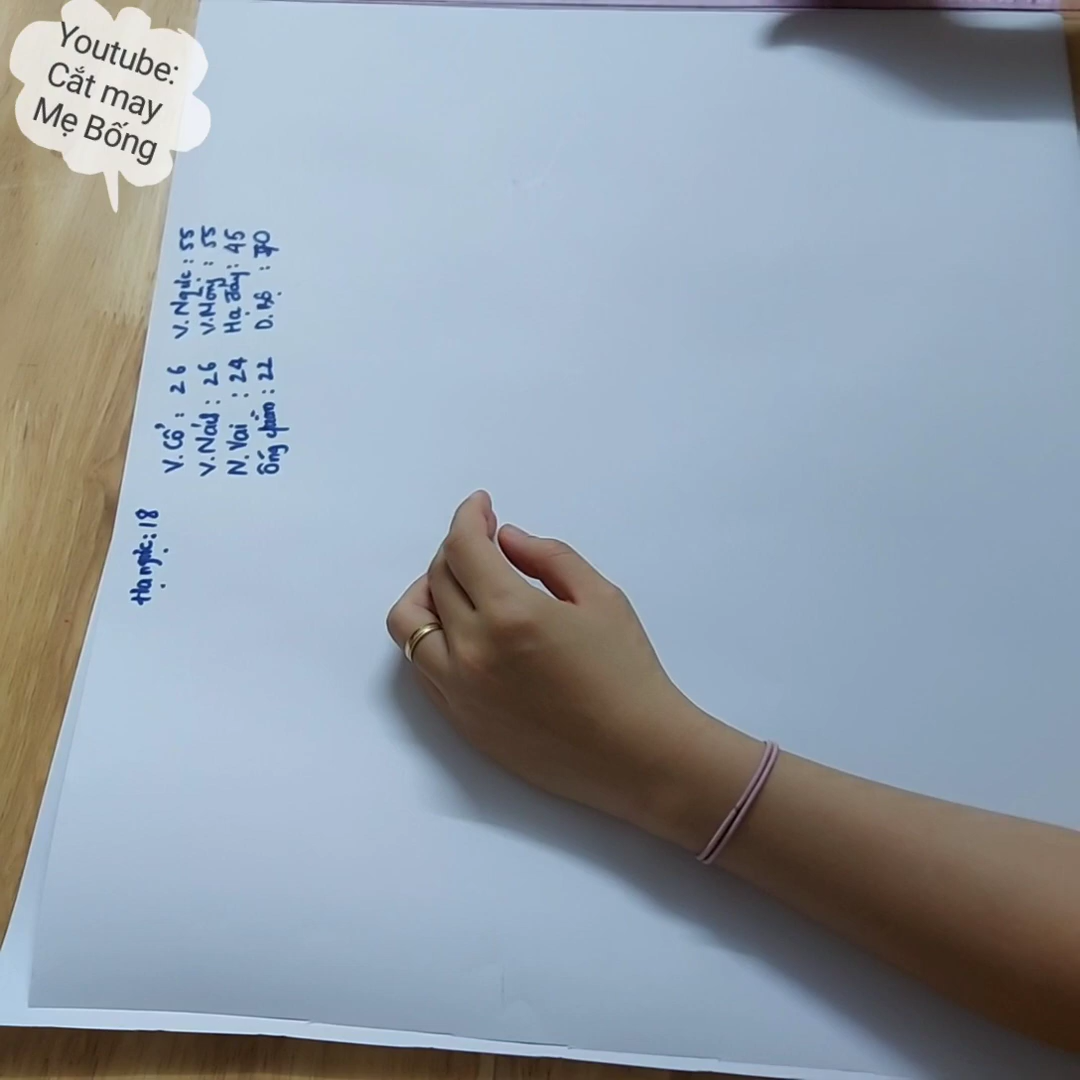 Youtube:
Cắt may
Mẹ Bống
Hạ ngực: 18
V. Cổ : 26 V. Ngực : 55
V. Nách : 26 V. Mông : 55
N. Vai : 24 Hạ đáy : 45
Ống quần : 22 D. Bộ :